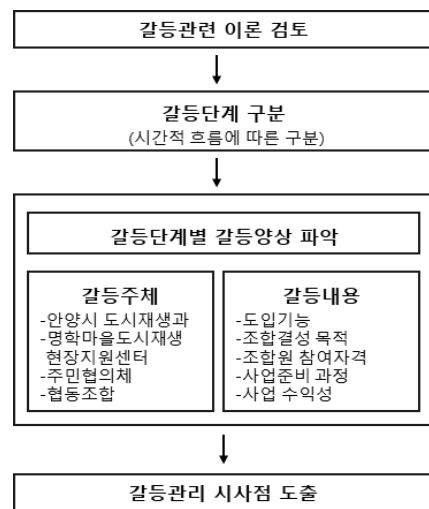 갈등관련 이론 검토
갈등단계 구분
(시간적 흐름에 따른 구분)
갈등단계별 갈등양상 파악
갈등주체
-안양시 도시재생과
-명학마을도시재생
현장지원센터
-주민협의체
-협동조합
갈등내용
-도입기능
-조합결성 목적
-조합원 참여자격
-사업준비 과정
-사업 수익성
갈등관리 시사점 도출